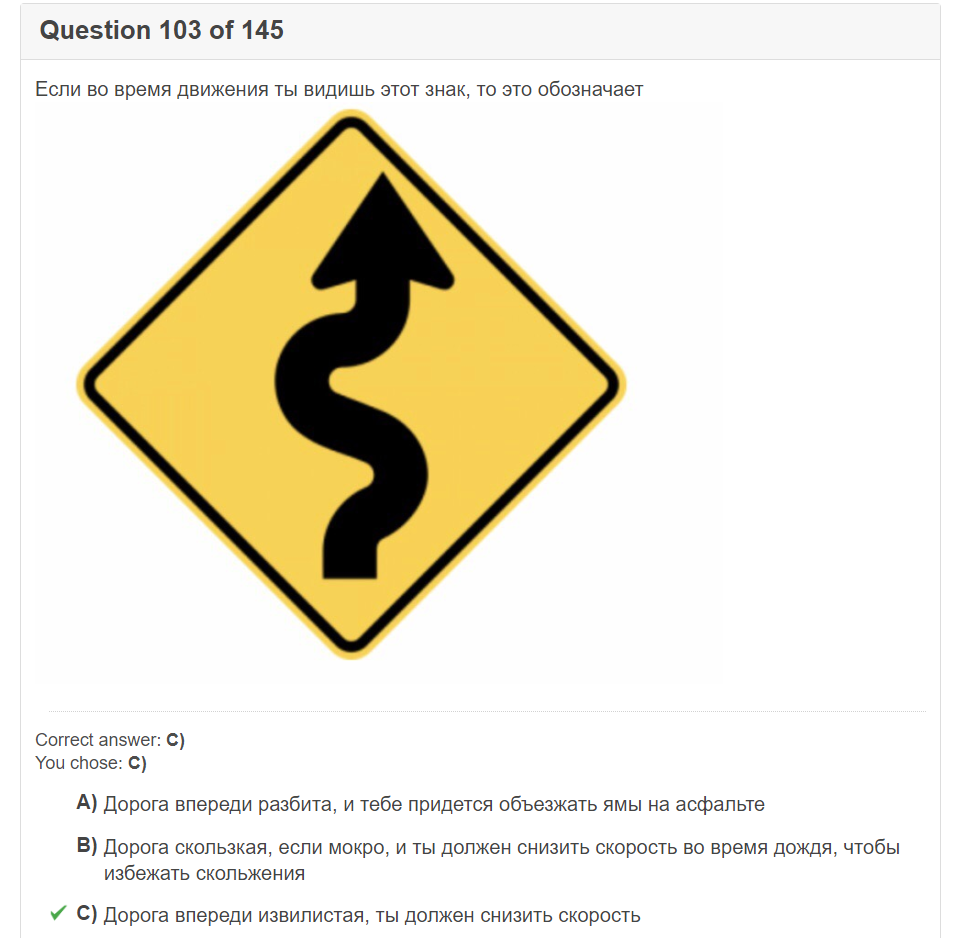 Question 103 of 145
Если во время движения ты видишь этот знак, то это обозначает
Correct answer: C)
You chose: C)
A) Дорога впереди разбита, и тебе придется объезжать ямы на асфальте
B) Дорога скользкая, если мокро, и ты должен снизить скорость во время дождя, чтобы
избежать скольжения
C) Дорога впереди извилистая, ты должен снизить скорость